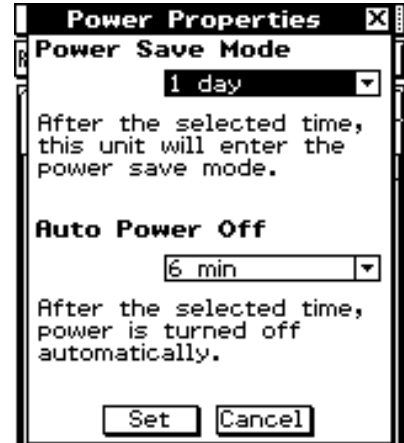 Power Properties
Power Save Mode
1 day
After the selected time,
this unit will enter the
power save mode.
Auto Power Off
6 min
After the selected time,
power is turned off
automatically.
Set Cancel